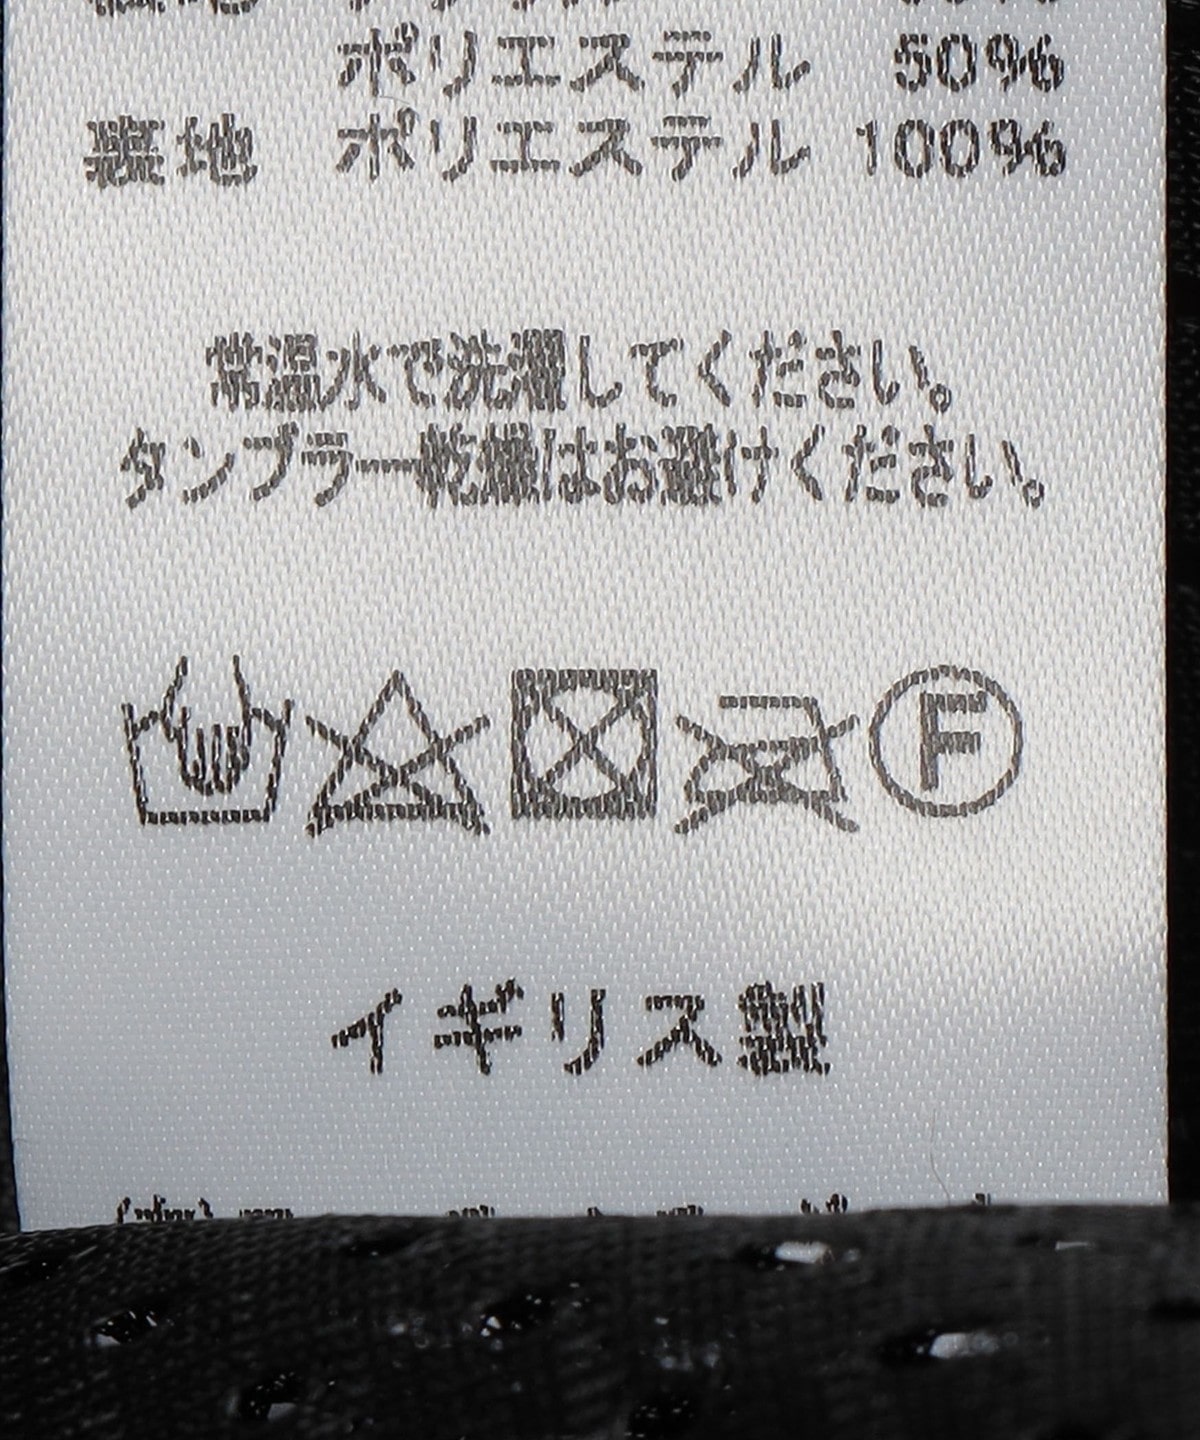 ポリエステル 50%
裏地 ポリエステル 100%
常温水で洗濯してください。
タンブラー乾燥はお避けください。
F
イギリス製